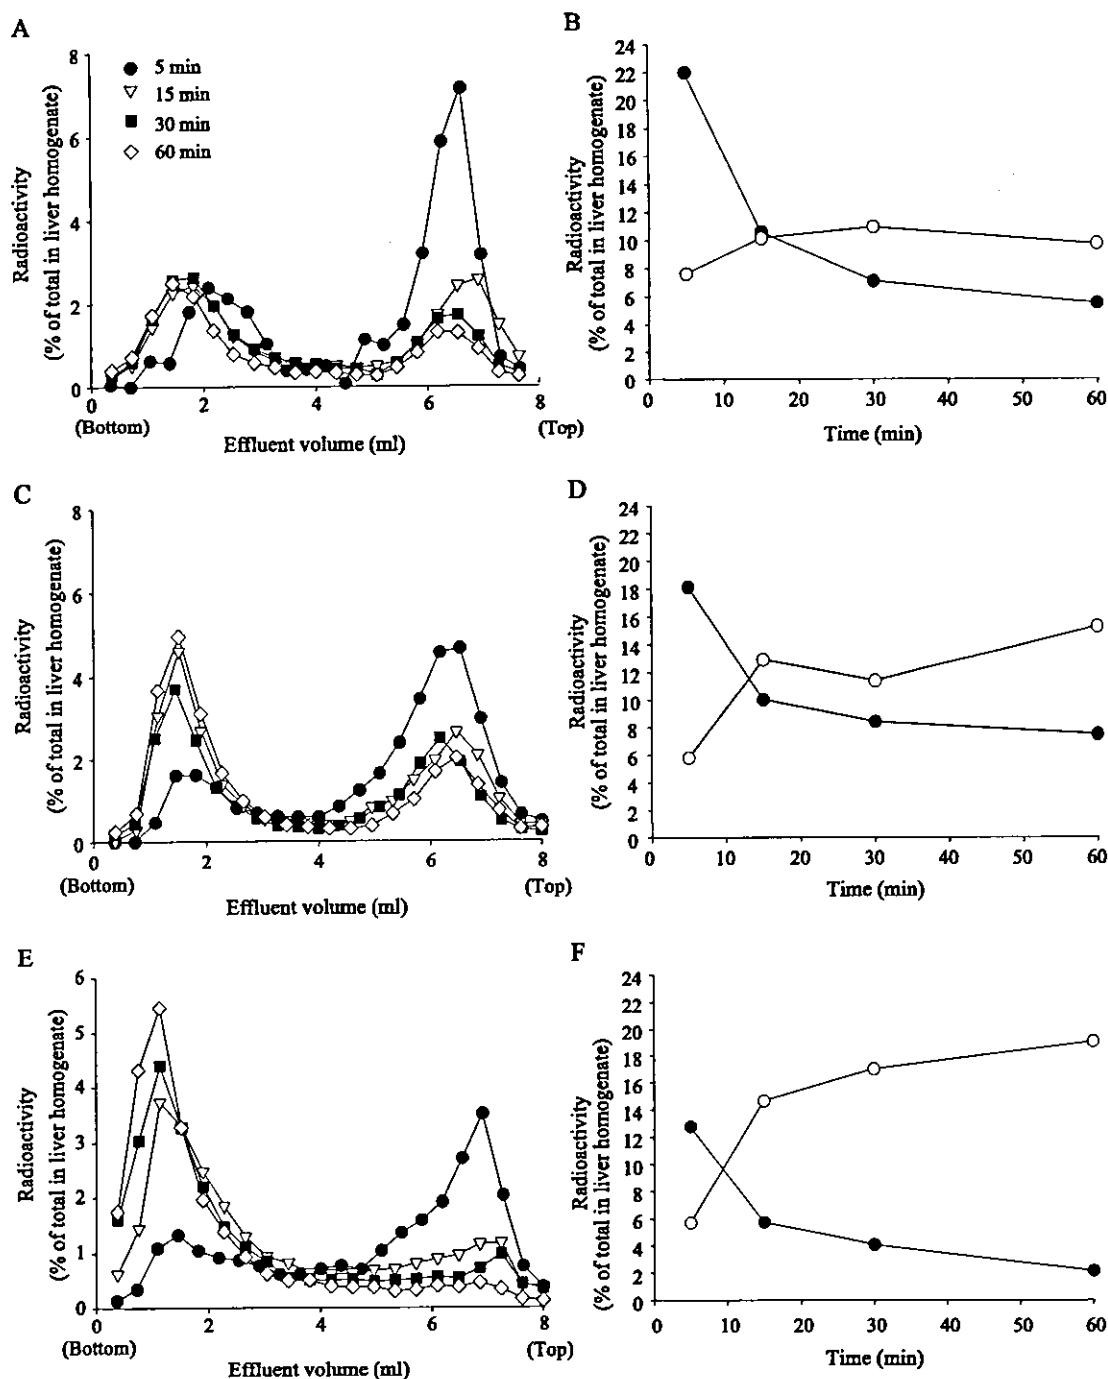 A
8
6
4
2
0
Radioactivity
(% of total in liver homogenate)
5 min
15 min
30 min
60 min
0 2 4 6 8
(Bottom) (Top)
Effluent volume (ml)
B
24
22
20
18
16
14
12
10
8
6
4
2
0
Radioactivity
(% of total in liver homogenate)
0 10 20 30 40 50 60
Time (min)
C
8
6
4
2
0
Radioactivity
(% of total in liver homogenate)
0 2 4 6 8
(Bottom) (Top)
Effluent volume (ml)
D
24
22
20
18
16
14
12
10
8
6
4
2
0
Radioactivity
(% of total in liver homogenate)
0 10 20 30 40 50 60
Time (min)
E
6
5
4
3
2
1
0
Radioactivity
(% of total in liver homogenate)
0 2 4 6 8
(Bottom) (Top)
Effluent volume (ml)
F
24
22
20
18
16
14
12
10
8
6
4
2
0
Radioactivity
(% of total in liver homogenate)
0 10 20 30 40 50 60
Time (min)